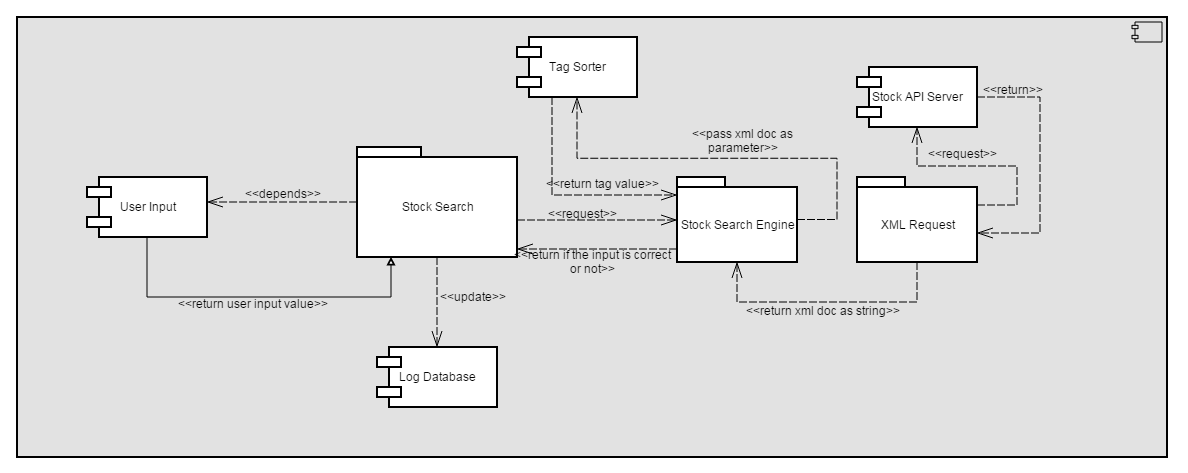 Tag Sorter
Stock API Server
<<return>>
<<pass xml doc as
parameter>>
<<request>>
<<return tag value>>
<<depends>>
User Input
Stock Search
<<request>>
Stock Search Engine
XML Request
<<return if the input is correct
or not>>
<<return user input value>>
<<update>>
<<return xml doc as string>>
Log Database